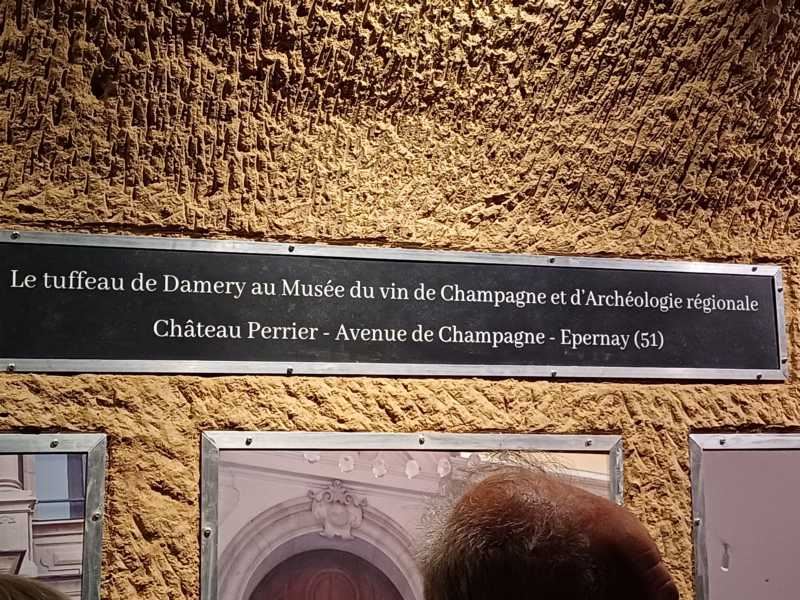 Le tuffeau de Damery au Musée du vin de Champagne et d'Archéologie régionale
Château Perrier - Avenue de Champagne - Epernay (51)